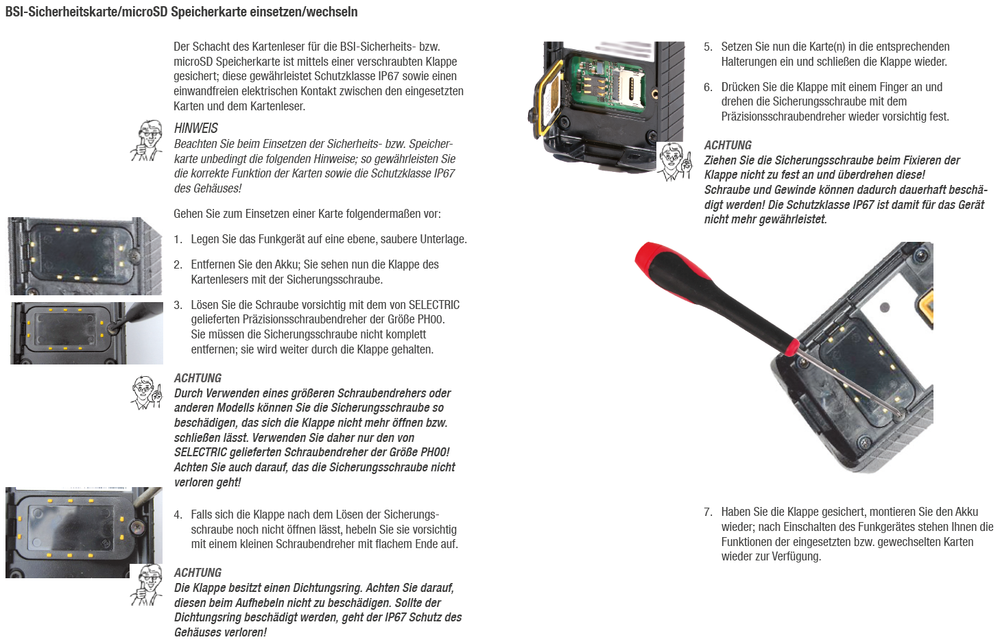 BSI-Sicherheitskarte/microSD Speicherkarte einsetzen/wechseln
Der Schacht des Kartenleser für die BSI-Sicherheits- bzw.
microSD Speicherkarte ist mittels einer verschraubten Klappe
gesichert; diese gewährleistet Schutzklasse IP67 sowie einen
einwandfreien elektrischen Kontakt zwischen den eingesetzten
Karten und dem Kartenleser.
HINWEIS
Beachten Sie beim Einsetzen der Sicherheits- bzw. Speicher-
karte unbedingt die folgenden Hinweise; so gewährleisten Sie
die korrekte Funktion der Karten sowie die Schutzklasse IP67
des Gehäuses!
Gehen Sie zum Einsetzen einer Karte folgendermaßen vor:
1. Legen Sie das Funkgerät auf eine ebene, saubere Unterlage.
2. Entfernen Sie den Akku; Sie sehen nun die Klappe des
Kartenlesers mit der Sicherungsschraube.
3. Lösen Sie die Schraube vorsichtig mit dem von SELECTRIC
gelieferten Präzisionsschraubendreher der Größe PH00.
Sie müssen die Sicherungsschraube nicht komplett
entfernen; sie wird weiter durch die Klappe gehalten.
ACHTUNG
Durch Verwenden eines größeren Schraubendrehers oder
anderen Modells können Sie die Sicherungsschraube so
beschädigen, das sich die Klappe nicht mehr öffnen bzw.
schließen lässt. Verwenden Sie daher nur den von
SELECTRIC gelieferten Schraubendreher der Größe PH00!
Achten Sie auch darauf, das die Sicherungsschraube nicht
verloren geht!
4. Falls sich die Klappe nach dem Lösen der Sicherungs-
schraube noch nicht öffnen lässt, hebeln Sie sie vorsichtig
mit einem kleinen Schraubendreher mit flachem Ende auf.
ACHTUNG
Die Klappe besitzt einen Dichtungsring. Achten Sie darauf,
diesen beim Aufhebeln nicht zu beschädigen. Sollte der
Dichtungsring beschädigt werden, geht der IP67 Schutz des
Gehäuses verloren!
5. Setzen Sie nun die Karte(n) in die entsprechenden
Halterungen ein und schließen die Klappe wieder.
6. Drücken Sie die Klappe mit einem Finger an und
drehen die Sicherungsschraube mit dem
Präzisionsschraubendreher wieder vorsichtig fest.
ACHTUNG
Ziehen Sie die Sicherungsschraube beim Fixieren der
Klappe nicht zu fest an und überdrehen diese!
Schraube und Gewinde können dadurch dauerhaft beschä-
digt werden! Die Schutzklasse IP67 ist damit für das Gerät
nicht mehr gewährleistet.
7. Haben Sie die Klappe gesichert, montieren Sie den Akku
wieder; nach Einschalten des Funkgerätes stehen Ihnen die
Funktionen der eingesetzten bzw. gewechselten Karten
wieder zur Verfügung.